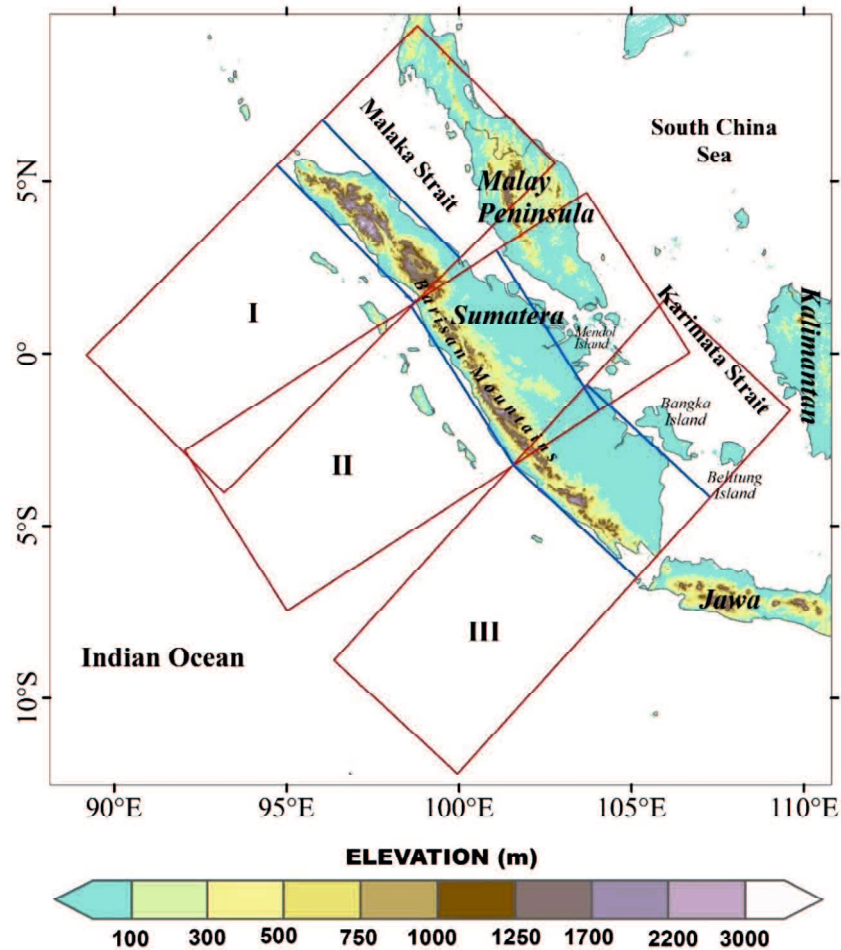 South China
Sea
Malaka Strait
5°N
Malay
Peninsula
I
Barisan Mountains
Sumatera
Mendol
Island
Karimata Strait
Kalimantan
0°
Bangka
Island
II
Belitung
Island
5°S
Jawa
III
Indian Ocean
10°S
90°E 95°E 100°E 105°E 110°E
ELEVATION (m)
100 300 500 750 1000 1250 1700 2200 3000